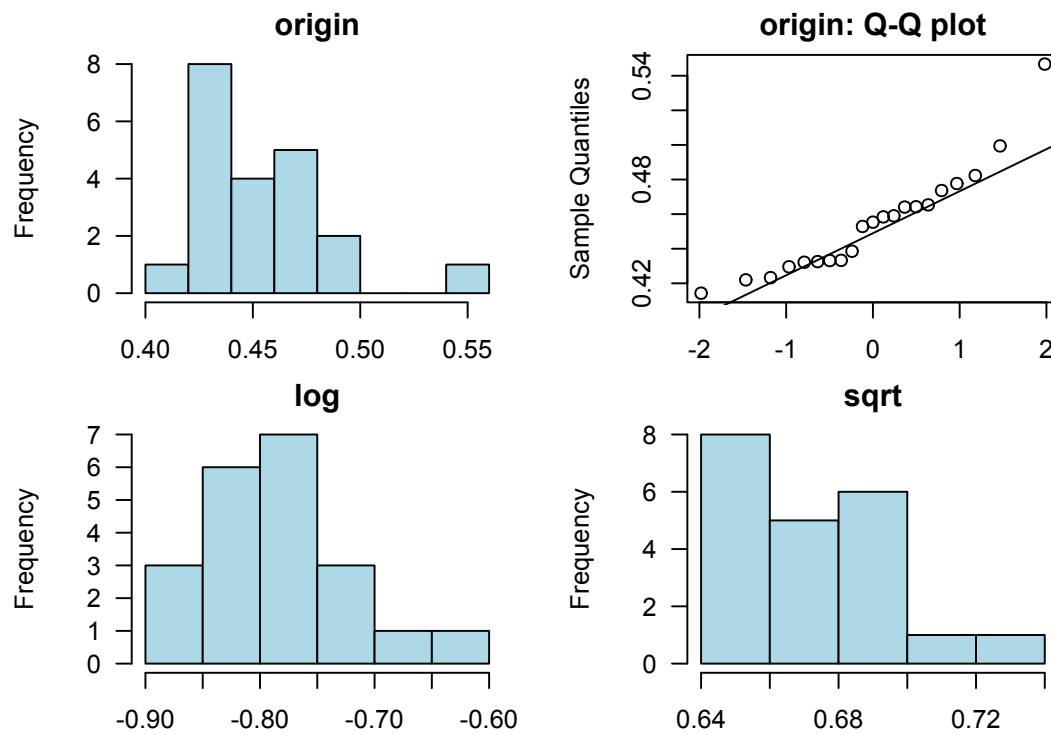 origin
Frequency
8
6
4
2
0
0.40 0.45 0.50 0.55
origin: Q-Q plot
Sample Quantiles
0.54
0.48
0.42
-2 -1 0 1 2
log
Frequency
7
6
5
4
3
2
1
0
-0.90 -0.80 -0.70 -0.60
sqrt
Frequency
8
6
4
2
0
0.64 0.68 0.72